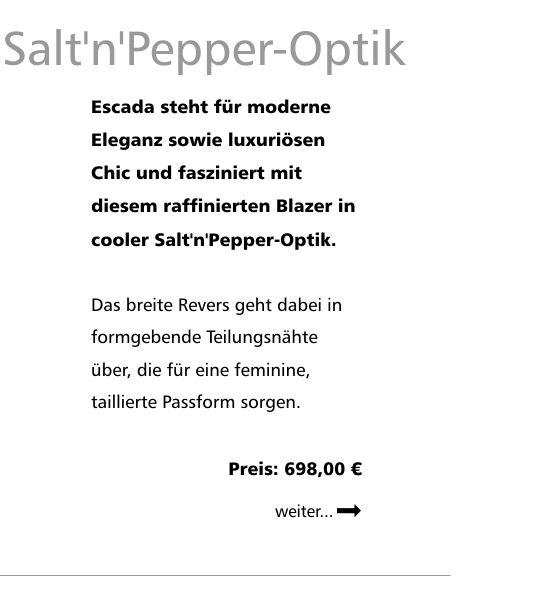 Salt'n'Pepper-Optik
Escada steht für moderne
Eleganz sowie luxuriösen
Chic und fasziniert mit
diesem raffinierten Blazer in
cooler Salt'n'Pepper-Optik.
Das breite Revers geht dabei in
formgebende Teilungsnähte
über, die für eine feminine,
taillierte Passform sorgen.
Preis: 698,00 €
weiter...